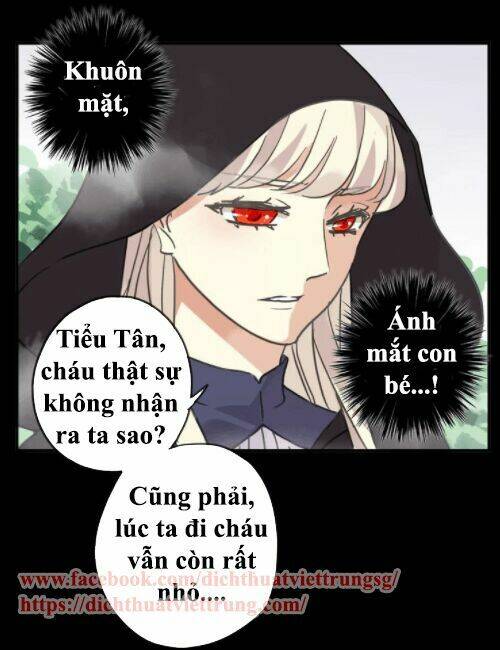 Khuôn
mặt,
Ánh
mắt con
bé...!
Tiểu Tân,
cháu thật sự
không nhận
ra ta sao?
Cũng phải,
lúc ta đi cháu
vẫn còn rất
nhỏ....
www.facebook.com/dichthuatviettrungsg/
https://dichthuatviettrung.com/